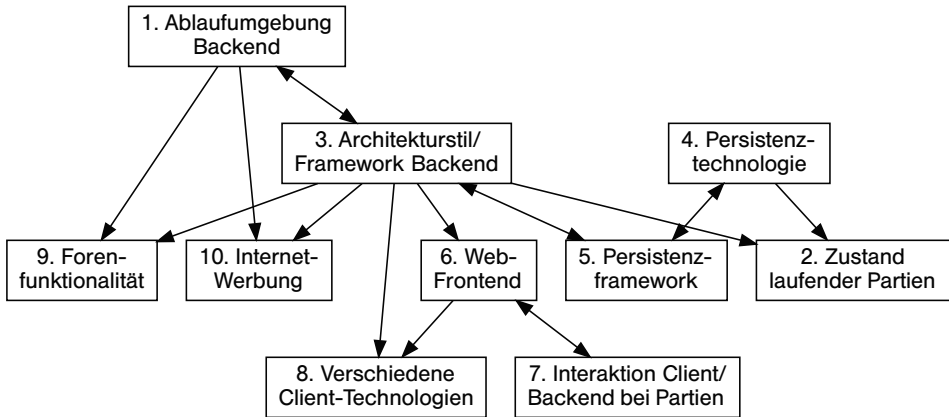 1. Ablaufumgebung
Backend
3. Architekturstil/
Framework Backend
4. Persistenz-
technologie
9. Foren-
funktionalität
10. Internet-
Werbung
6. Web-
Frontend
5. Persistenz-
framework
2. Zustand
laufender Partien
8. Verschiedene
Client-Technologien
7. Interaktion Client/
Backend bei Partien